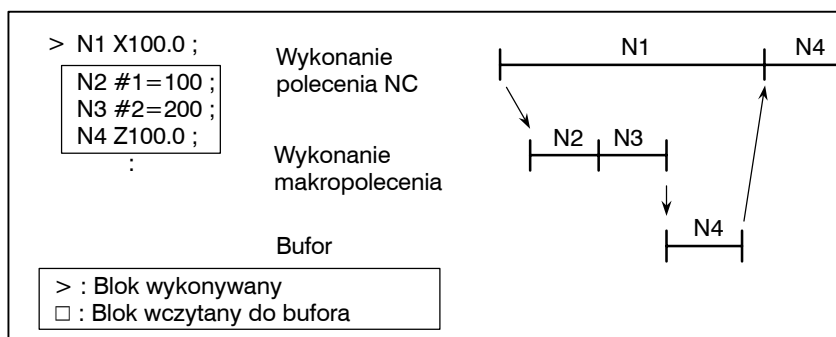 > N1 X100.0 ;
N2 #1=100 ;
N3 #2=200 ;
N4 Z100.0 ;
:
Wykonanie
polecenia NC
N1
N4
Wykonanie
makropolecenia
N2
N3
Bufor
N4
> : Blok wykonywany
□ : Blok wczytany do bufora